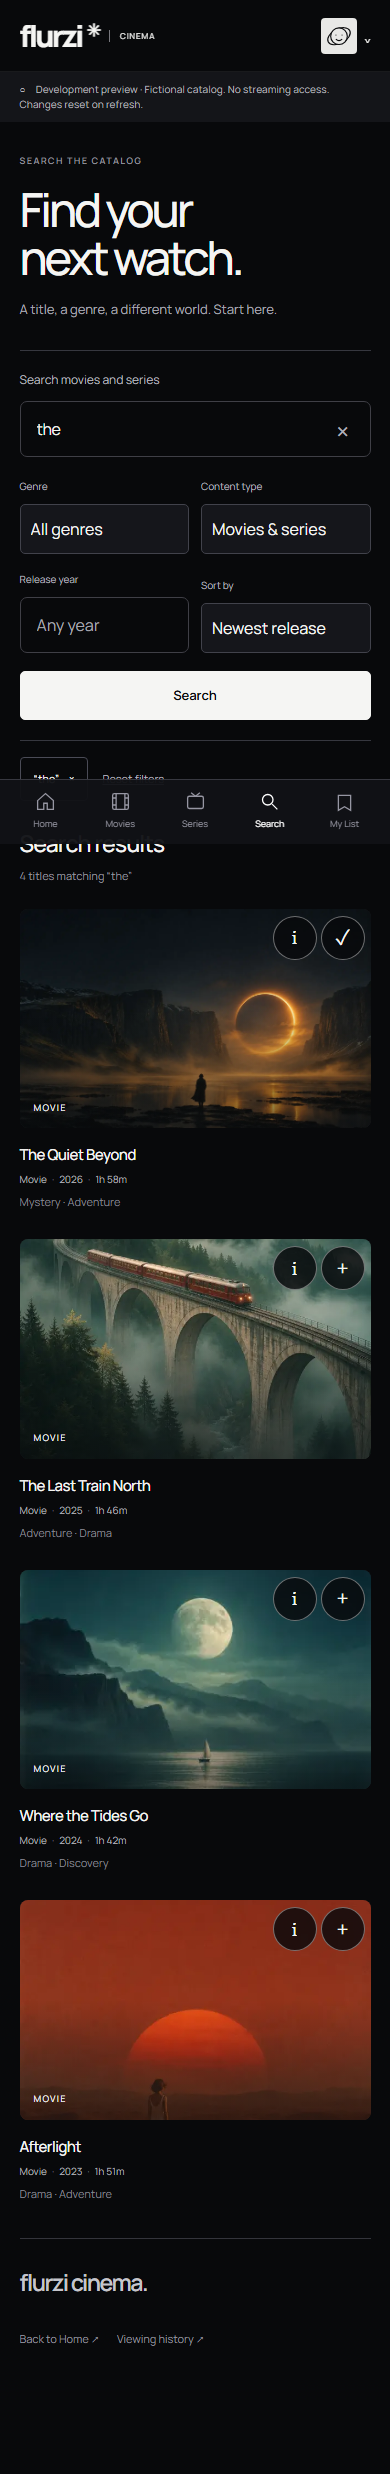 flurzi* | CINEMA
Development preview · Fictional catalog. No streaming access.
Changes reset on refresh.
SEARCH THE CATALOG
Find your
next watch.
A title, a genre, a different world. Start here.
Search movies and series
the ×
Genre Content type
All genres Movies & series
Release year Sort by
Any year Newest release
Search
"the" × Reset filters
Home Movies Series Search My List
Search results
4 titles matching "the"
i ✓
MOVIE
The Quiet Beyond
Movie · 2026 · 1h 58m
Mystery · Adventure
i +
MOVIE
The Last Train North
Movie · 2025 · 1h 46m
Adventure · Drama
i +
MOVIE
Where the Tides Go
Movie · 2024 · 1h 42m
Drama · Discovery
i +
MOVIE
Afterlight
Movie · 2023 · 1h 51m
Drama · Adventure
flurzi cinema.
Back to Home ↗ Viewing history ↗